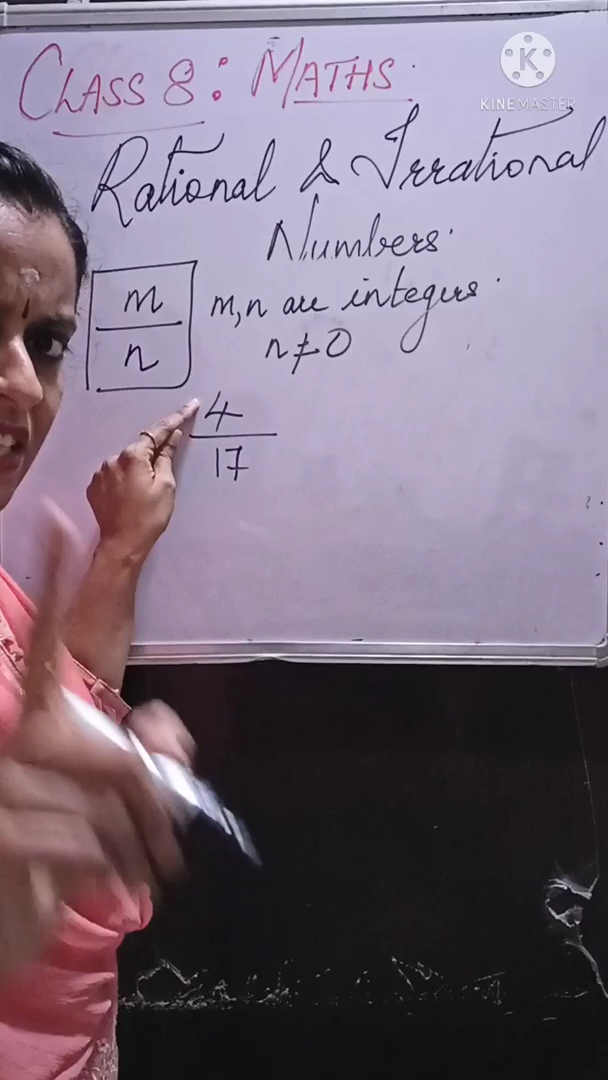 CLASS 8: MATHS.
KINEMASTER
Rational & Irrational
Numbers.
m
n
m,n are integers.
n≠0
4
17